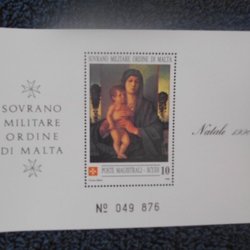 SOVRANO
MILITARE
ORDINE
DI MALTA
SOVRANO MILITARE ORDINE DI MALTA
POSTE MAGISTRALI
SCUDI
10
Natale
Nº 049 876